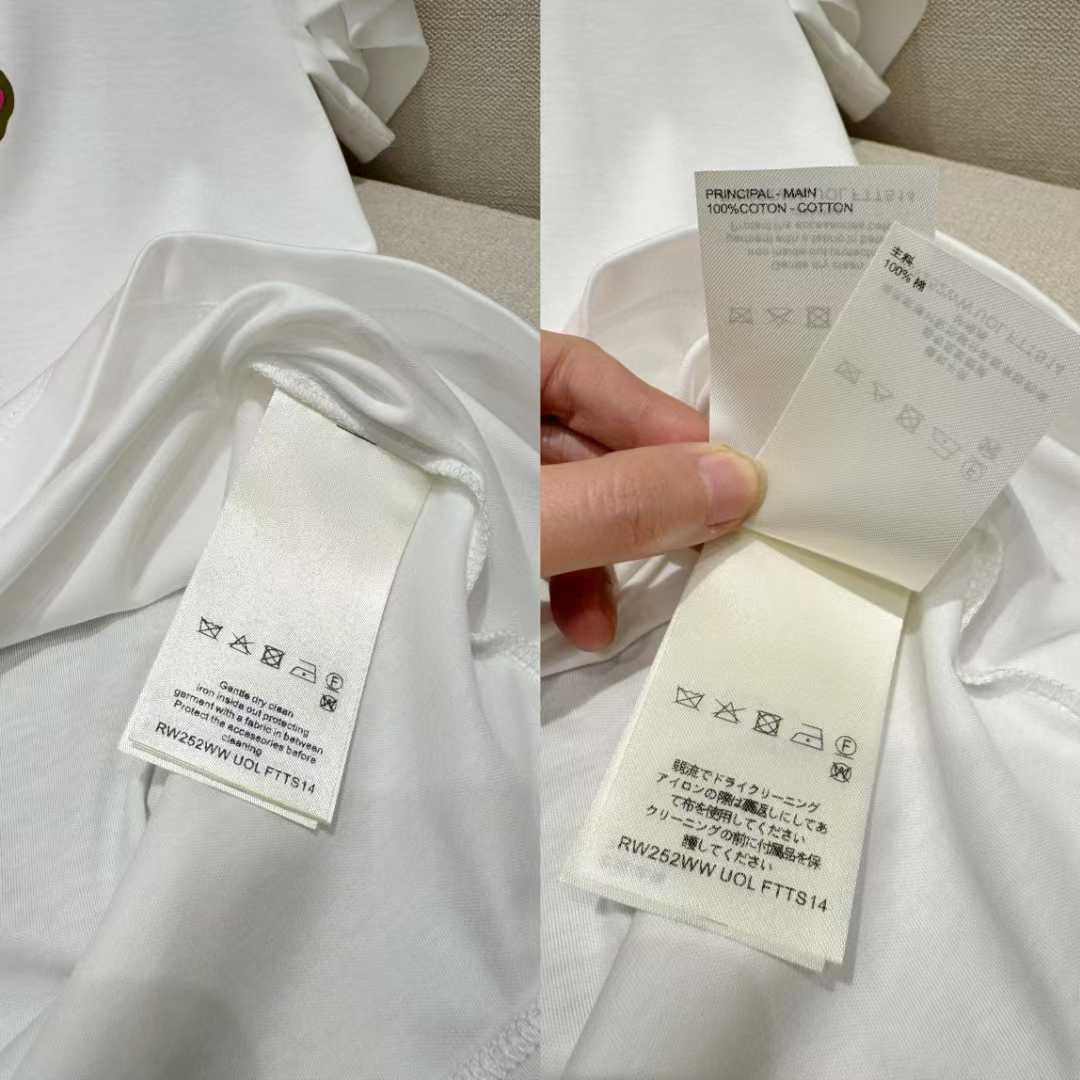 Gentle dry clean
iron inside out protecting
garment with a fabric in between
Protect the accesories before
cleaning
RW252WW UOL FTTS14
PRINCIPAL - MAIN
100%COTON - COTTON
主料
100% 棉
弱流でドライクリーニング
アイロンの際は裏返しにしてあ
て布を使用してください
クリーニングの前に付属品を保
護してください
RW252WW UOL FTTS14